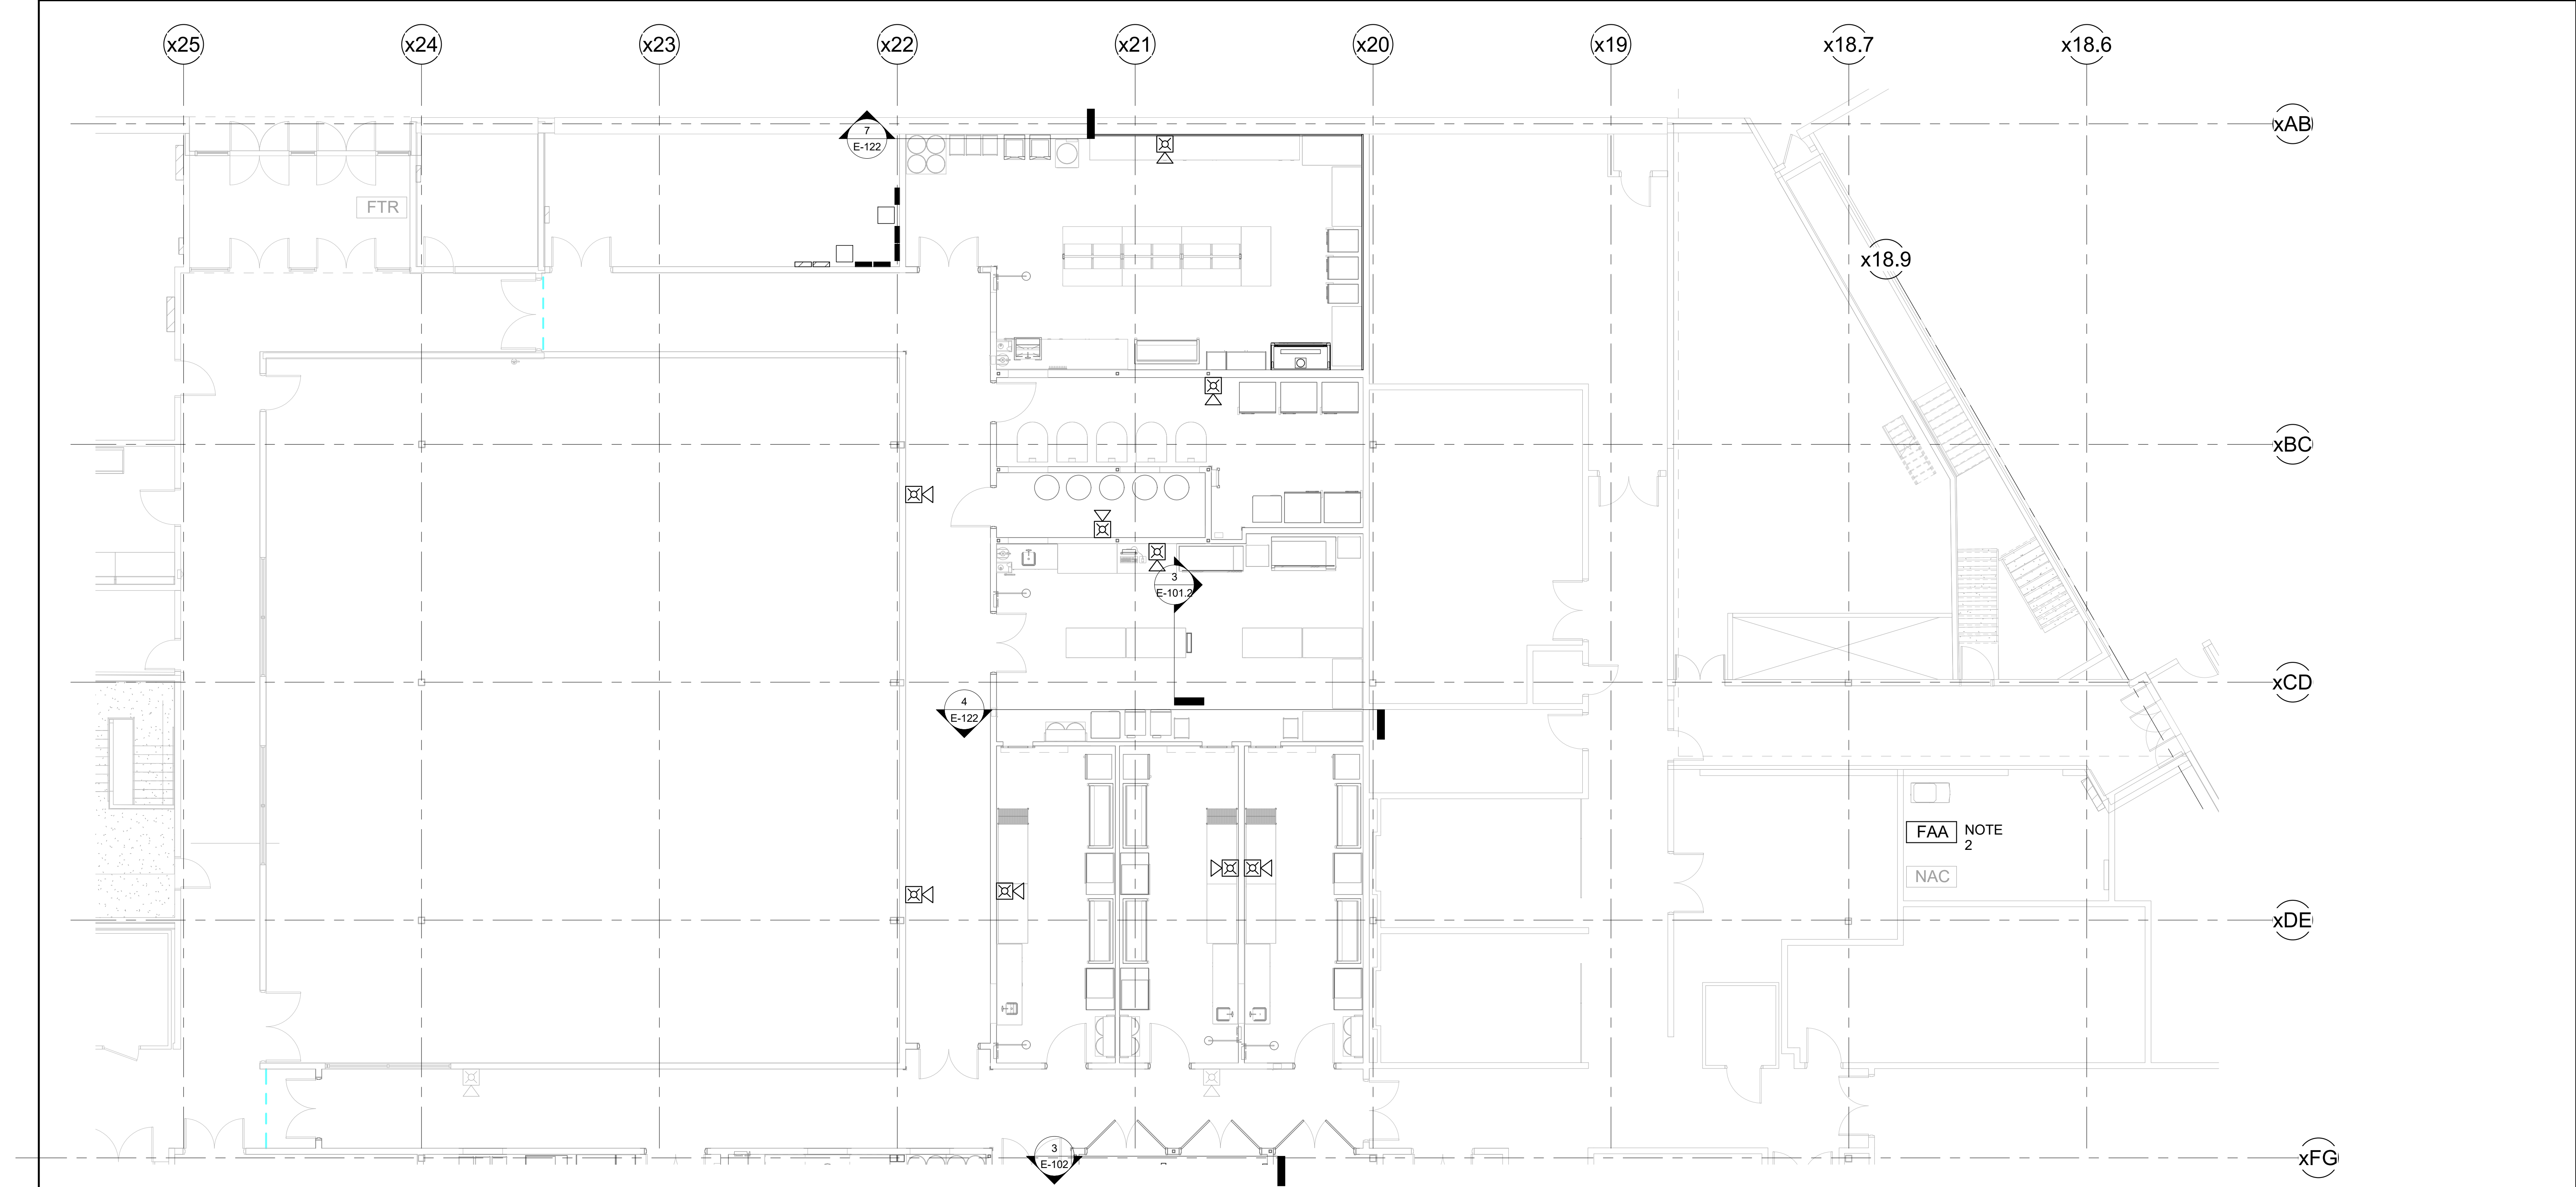 x25
x24
x23
x22
x21
x20
x19
x18.7
x18.6
xAB
7
E-122
FTR
x18.9
xBC
3
E-101.2
xCD
4
E-122
FAA
NOTE
2
NAC
xDE
3
E-102
xFG